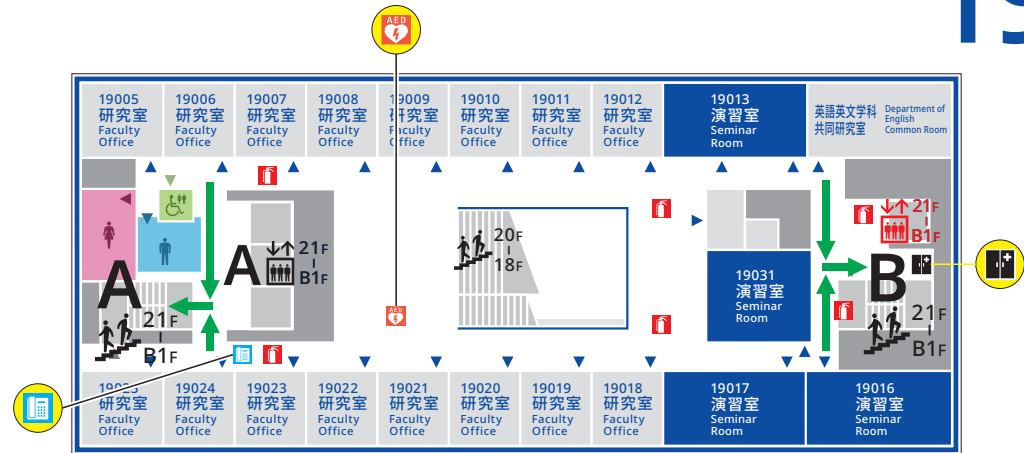 AED
19005
研究室
Faculty
Office
19006
研究室
Faculty
Office
19007
研究室
Faculty
Office
19008
研究室
Faculty
Office
19009
研究室
Faculty
Office
19010
研究室
Faculty
Office
19011
研究室
Faculty
Office
19012
研究室
Faculty
Office
19013
演習室
Seminar
Room
英語英文学科
共同研究室
Department of
English
Common Room
A
21F
B1F
A
21F
B1F
20F
18F
AED
19031
演習室
Seminar
Room
21F
B1F
B
21F
B1F
研究室
Faculty
Office
19024
研究室
Faculty
Office
19023
研究室
Faculty
Office
19022
研究室
Faculty
Office
19021
研究室
Faculty
Office
19020
研究室
Faculty
Office
19019
研究室
Faculty
Office
19018
研究室
Faculty
Office
19017
演習室
Seminar
Room
19016
演習室
Seminar
Room